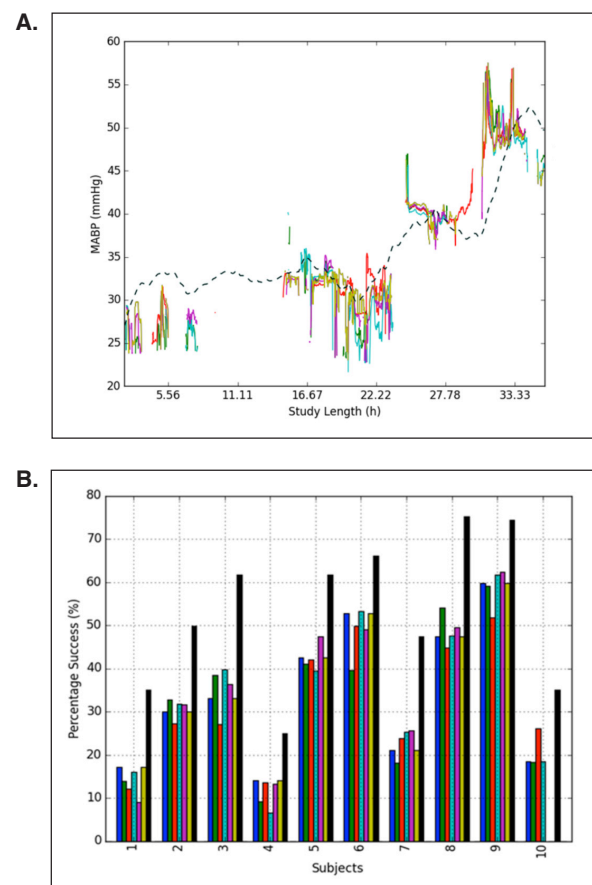 A.
60
55
50
45
40
35
30
25
20
MABP (mmHg)
5.56 11.11 16.67 22.22 27.78 33.33
Study Length (h)
B.
80
70
60
50
40
30
20
10
0
Percentage Success (%)
1 2 3 4 5 6 7 8 9 10
Subjects